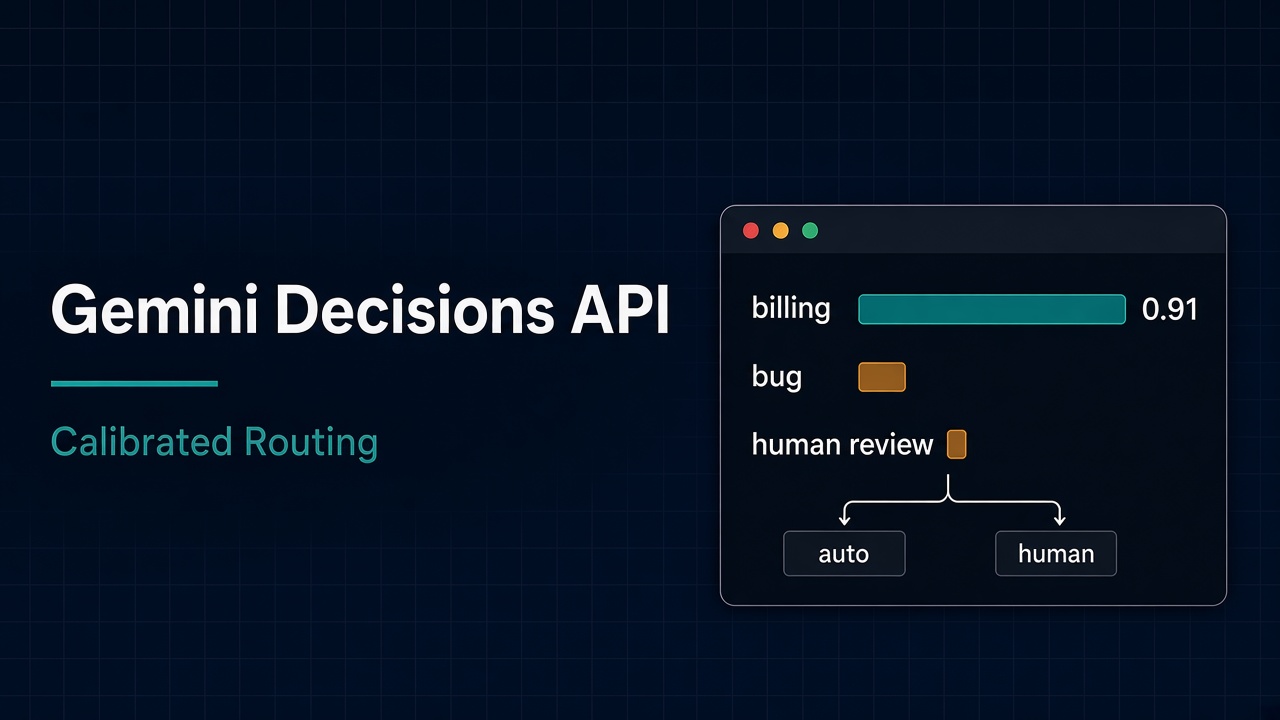 Gemini Decisions API
Calibrated Routing
billing 0.91
bug
human review
auto human